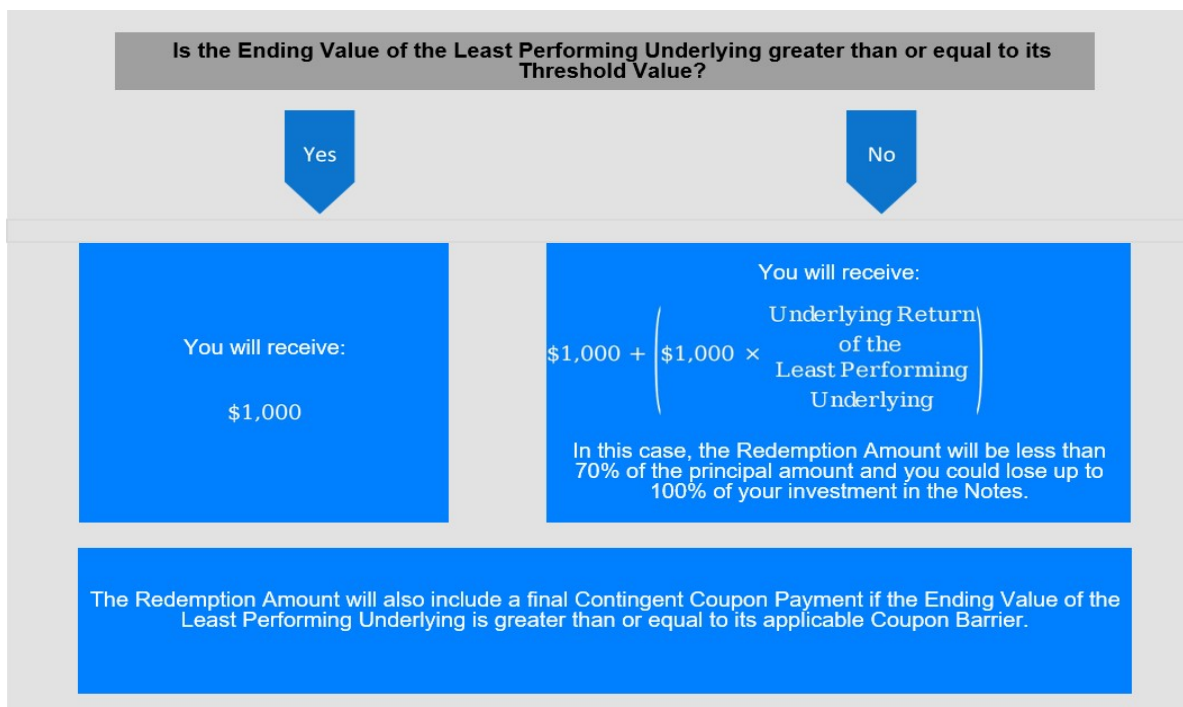 Is the Ending Value of the Least Performing Underlying greater than or equal to its
Threshold Value?
Yes
No
You will receive:
$1,000
You will receive:
$1,000 + ($1,000 × Underlying Return
of the
Least Performing
Underlying)
In this case, the Redemption Amount will be less than
70% of the principal amount and you could lose up to
100% of your investment in the Notes.
The Redemption Amount will also include a final Contingent Coupon Payment if the Ending Value of the
Least Performing Underlying is greater than or equal to its applicable Coupon Barrier.